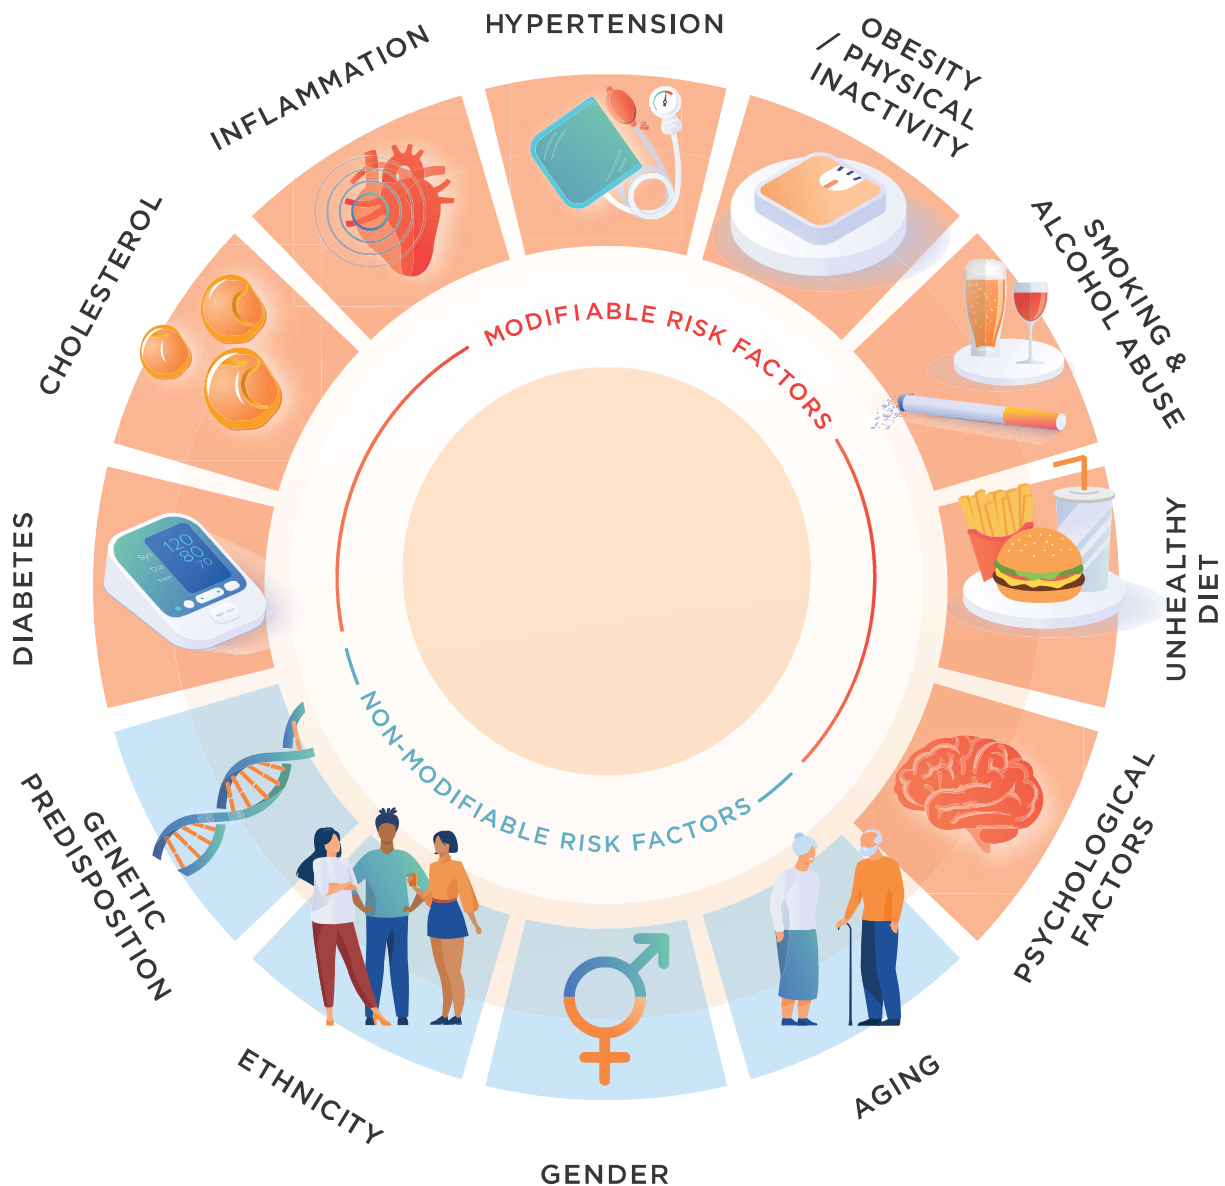 HYPERTENSION
OBESITY
/ PHYSICAL
INACTIVITY
SMOKING &
ALCOHOL ABUSE
UNHEALTHY
DIET
PSYCHOLOGICAL
FACTORS
AGING
GENDER
ETHNICITY
GENETIC
PREDISPOSITION
DIABETES
CHOLESTEROL
INFLAMMATION
MODIFIABLE RISK FACTORS
NON-MODIFIABLE RISK FACTORS
120
80
70